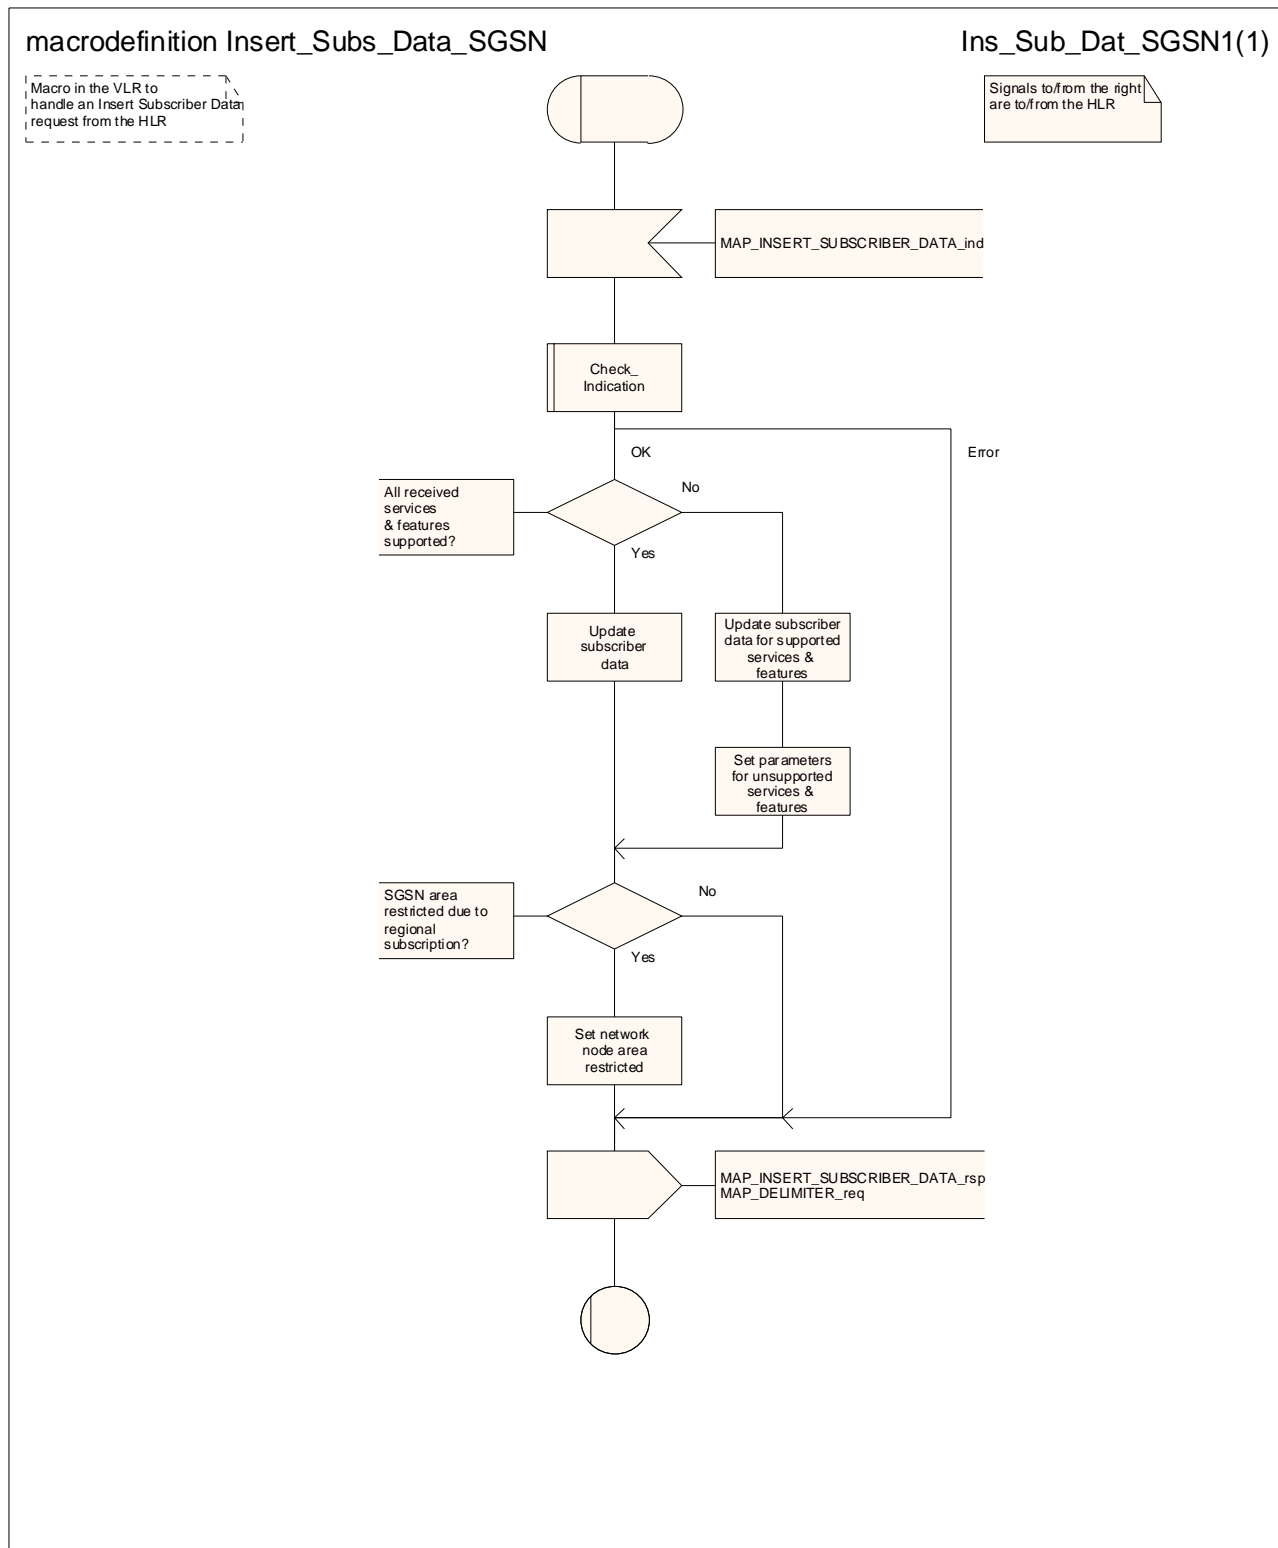 macrodefinition Insert_Subs_Data_SGSN
Ins_Sub_Dat_SGSN1(1)
Macro in the VLR to
handle an Insert Subscriber Data
request from the HLR
Signals to/from the right
are to/from the HLR
MAP_INSERT_SUBSCRIBER_DATA_ind
Check_
Indication
OK
Error
All received
services
& features
supported?
No
Yes
Update
subscriber
data
Update subscriber
data for supported
services &
features
Set parameters
for unsupported
services &
features
SGSN area
restricted due to
regional
subscription?
No
Yes
Set network
node area
restricted
MAP_INSERT_SUBSCRIBER_DATA_rsp
MAP_DELIMITER_req